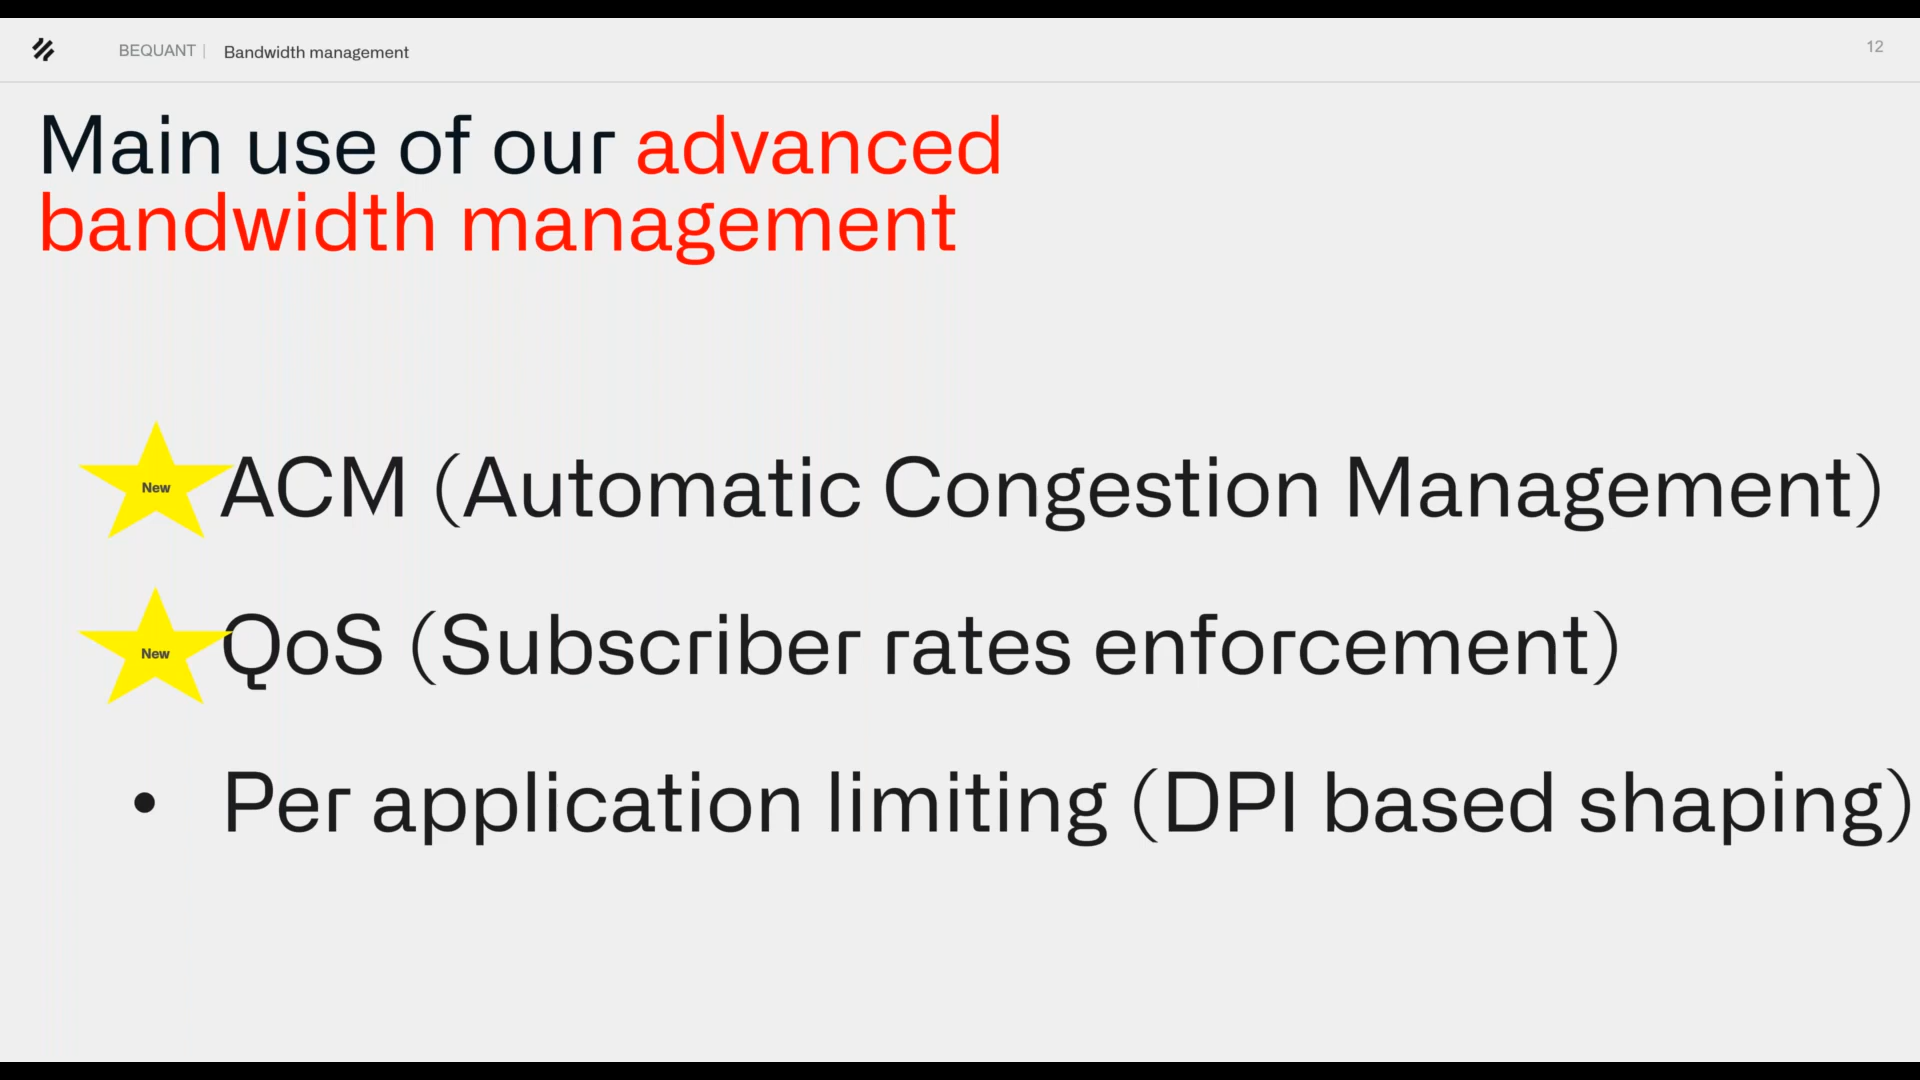 BEQUANT | Bandwidth management
12
Main use of our advanced
bandwidth management
New
ACM (Automatic Congestion Management)
New
QoS (Subscriber rates enforcement)
• Per application limiting (DPI based shaping)